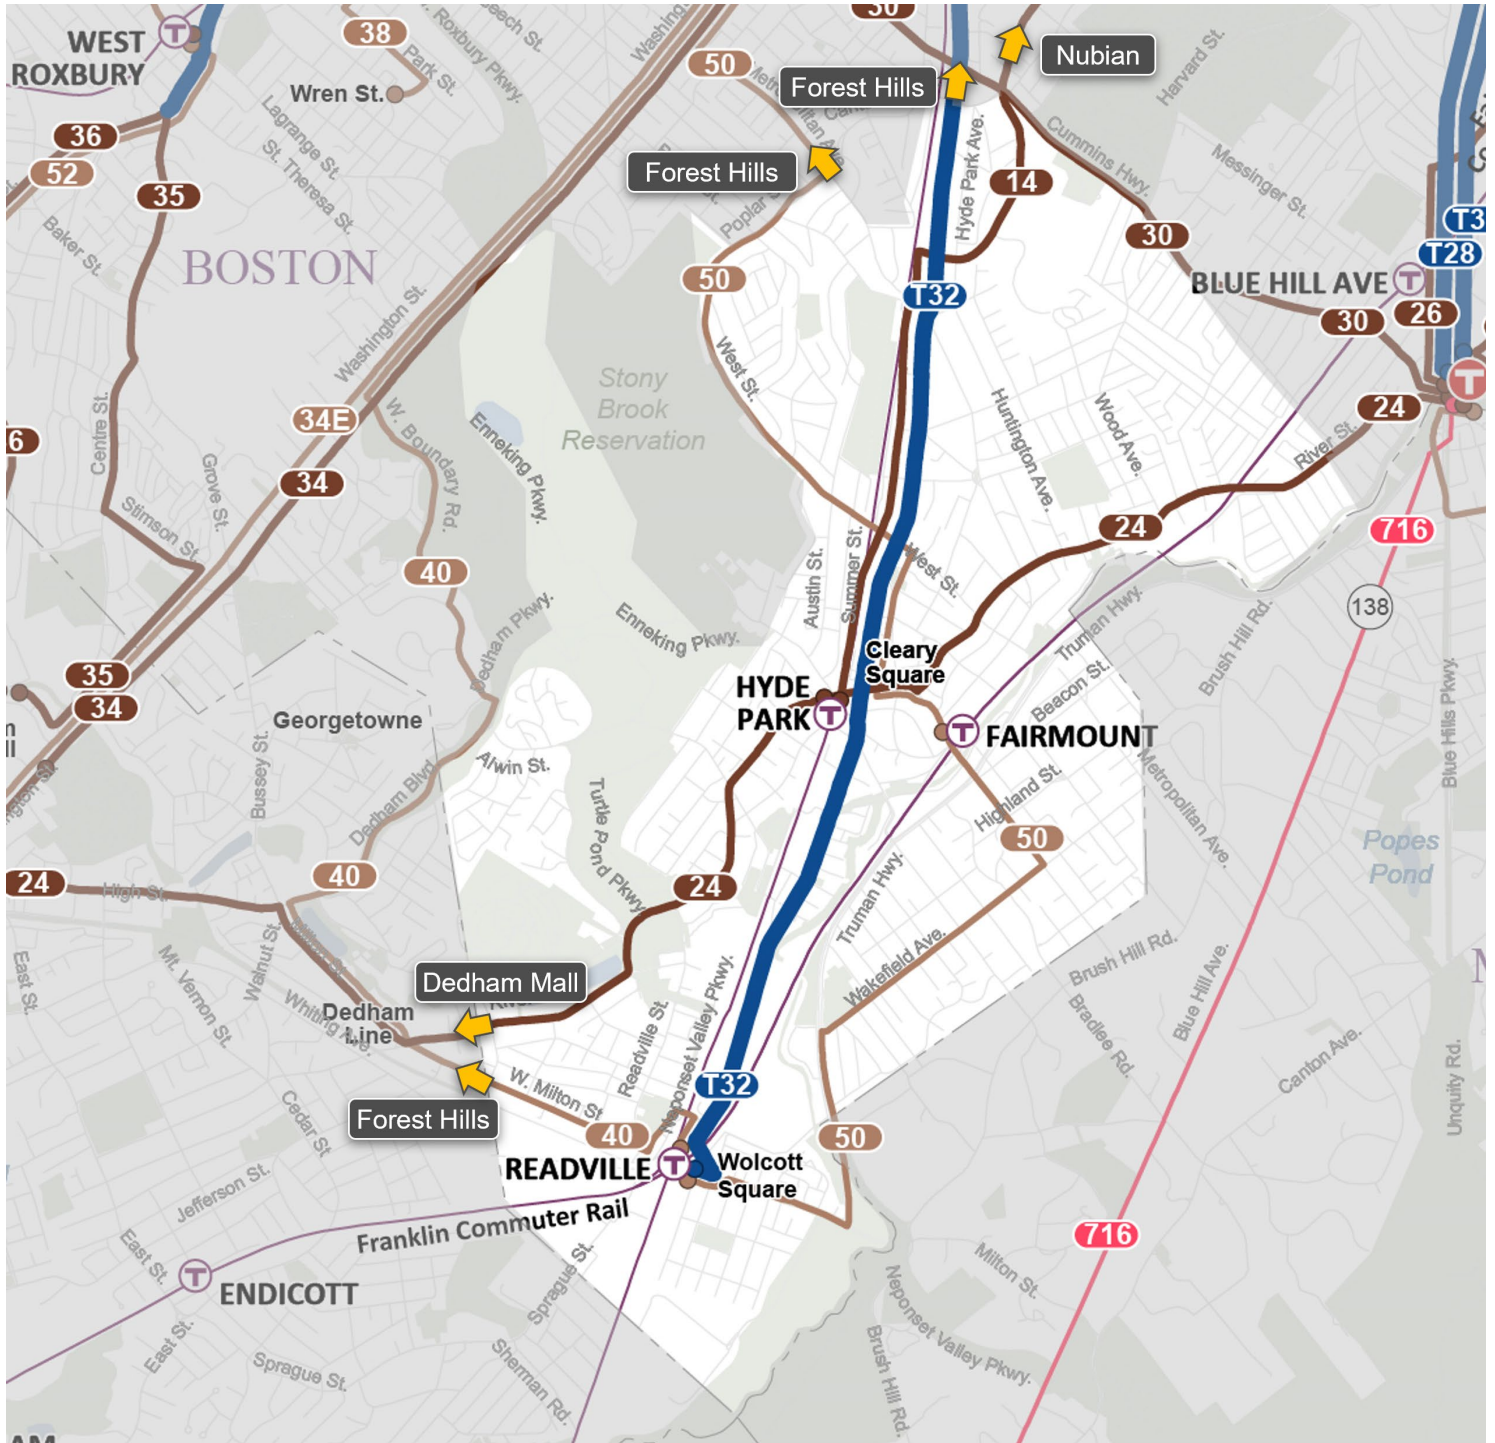 WEST
ROXBURY
T
38
Park St.
Roxbury Pkwy.
Beech St.
30
50
Nubian
Harvard St.
Forest Hills
Wren St.
36
52
35
Lagrange St.
St. Theresa St.
Forest Hills
Poplar St.
Hyde Park Ave.
14
Cummins Hwy.
Messinger St.
30
T28
Baker St.
BOSTON
50
T32
BLUE HILL AVE
T
30
26
T
Washington St.
West St.
Stony
Brook
Reservation
34E
34
Centre St.
W. Boundary Rd.
Enneking Pkwy.
Huntington Ave.
Wood Ave.
24
River St.
Grove St.
Stimson St.
24
716
40
Austin St.
Summer St.
West St.
138
Dedham Pkwy.
Enneking Pkwy.
Truman Hwy.
Brush Hill Rd.
Cleary
Square
35
34
HYDE
PARK
T
Beacon St.
Georgetowne
T
FAIRMOUNT
Blue Hills Pkwy.
Bussey St.
Alwin St.
Dedham Blvd.
Turtle Pond Pkwy.
Highland St.
Metropolitan Ave.
50
Popes
Pond
24
High St.
40
24
Truman Hwy.
East St.
Mt. Vernon St.
Walnut St.
Whiting Ave.
Wakefield Ave.
Brush Hill Rd.
Bradlee Rd.
Blue Hill Ave.
Dedham Mall
Dedham
Line
Readville St.
Neponset Valley Pkwy.
Canton Ave.
Unquity Rd.
W. Milton St
T32
Forest Hills
Cedar St
40
50
READVILLE
T
Wolcott
Square
Jefferson St.
Franklin Commuter Rail
716
East St.
T
ENDICOTT
Sprague St.
Milton St.
East St.
Sprague St.
Sherman Rd.
Neponset Valley Pkwy.
Brush Hill Rd.